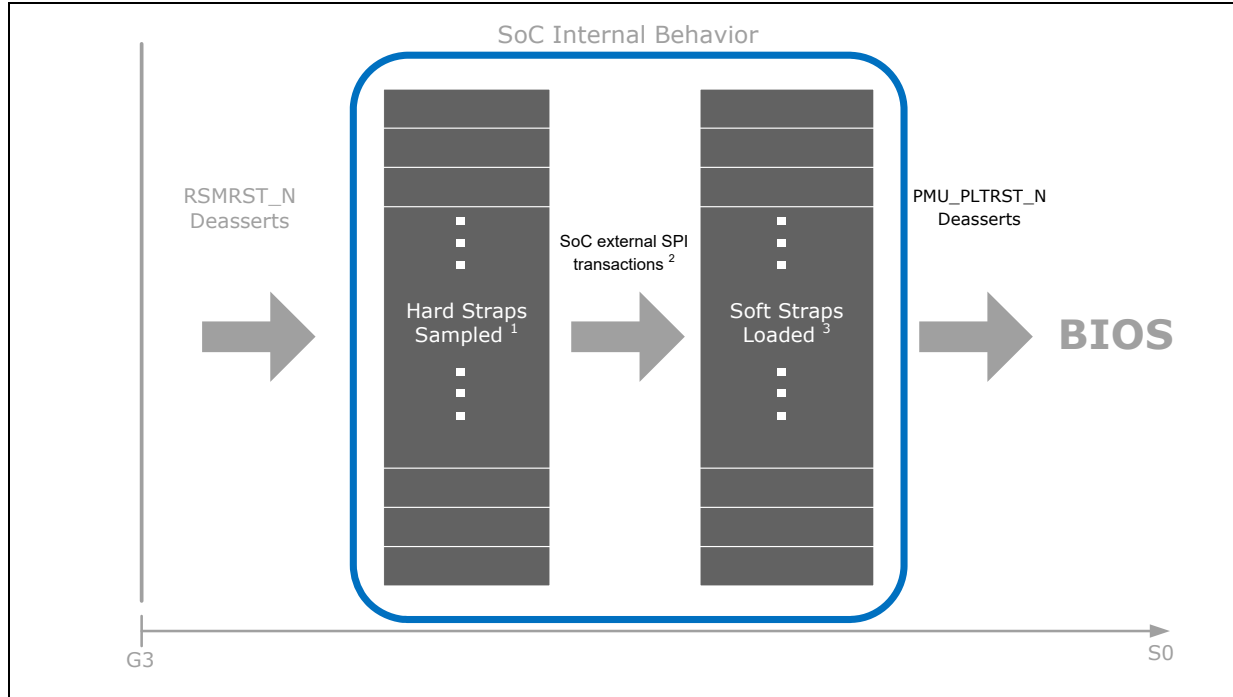 SoC Internal Behavior
RSMRST_N
Deasserts
Hard Straps
Sampled 1
SoC external SPI
transactions 2
Soft Straps
Loaded 3
PMU_PLTRST_N
Deasserts
BIOS
G3
S0